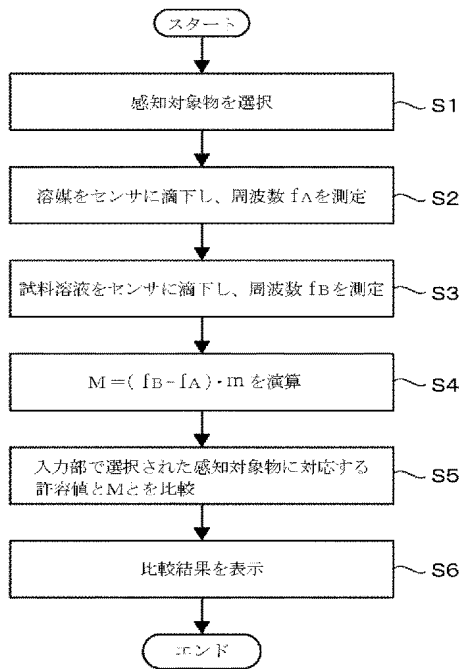 スタート
感知対象物を選択
S1
溶媒をセンサに滴下し、周波数 fAを測定
S2
試料溶液をセンサに滴下し、周波数 fBを測定
S3
M=(fB-fA)・mを演算
S4
入力部で選択された感知対象物に対応する
許容値とMとを比較
S5
比較結果を表示
S6
エンド